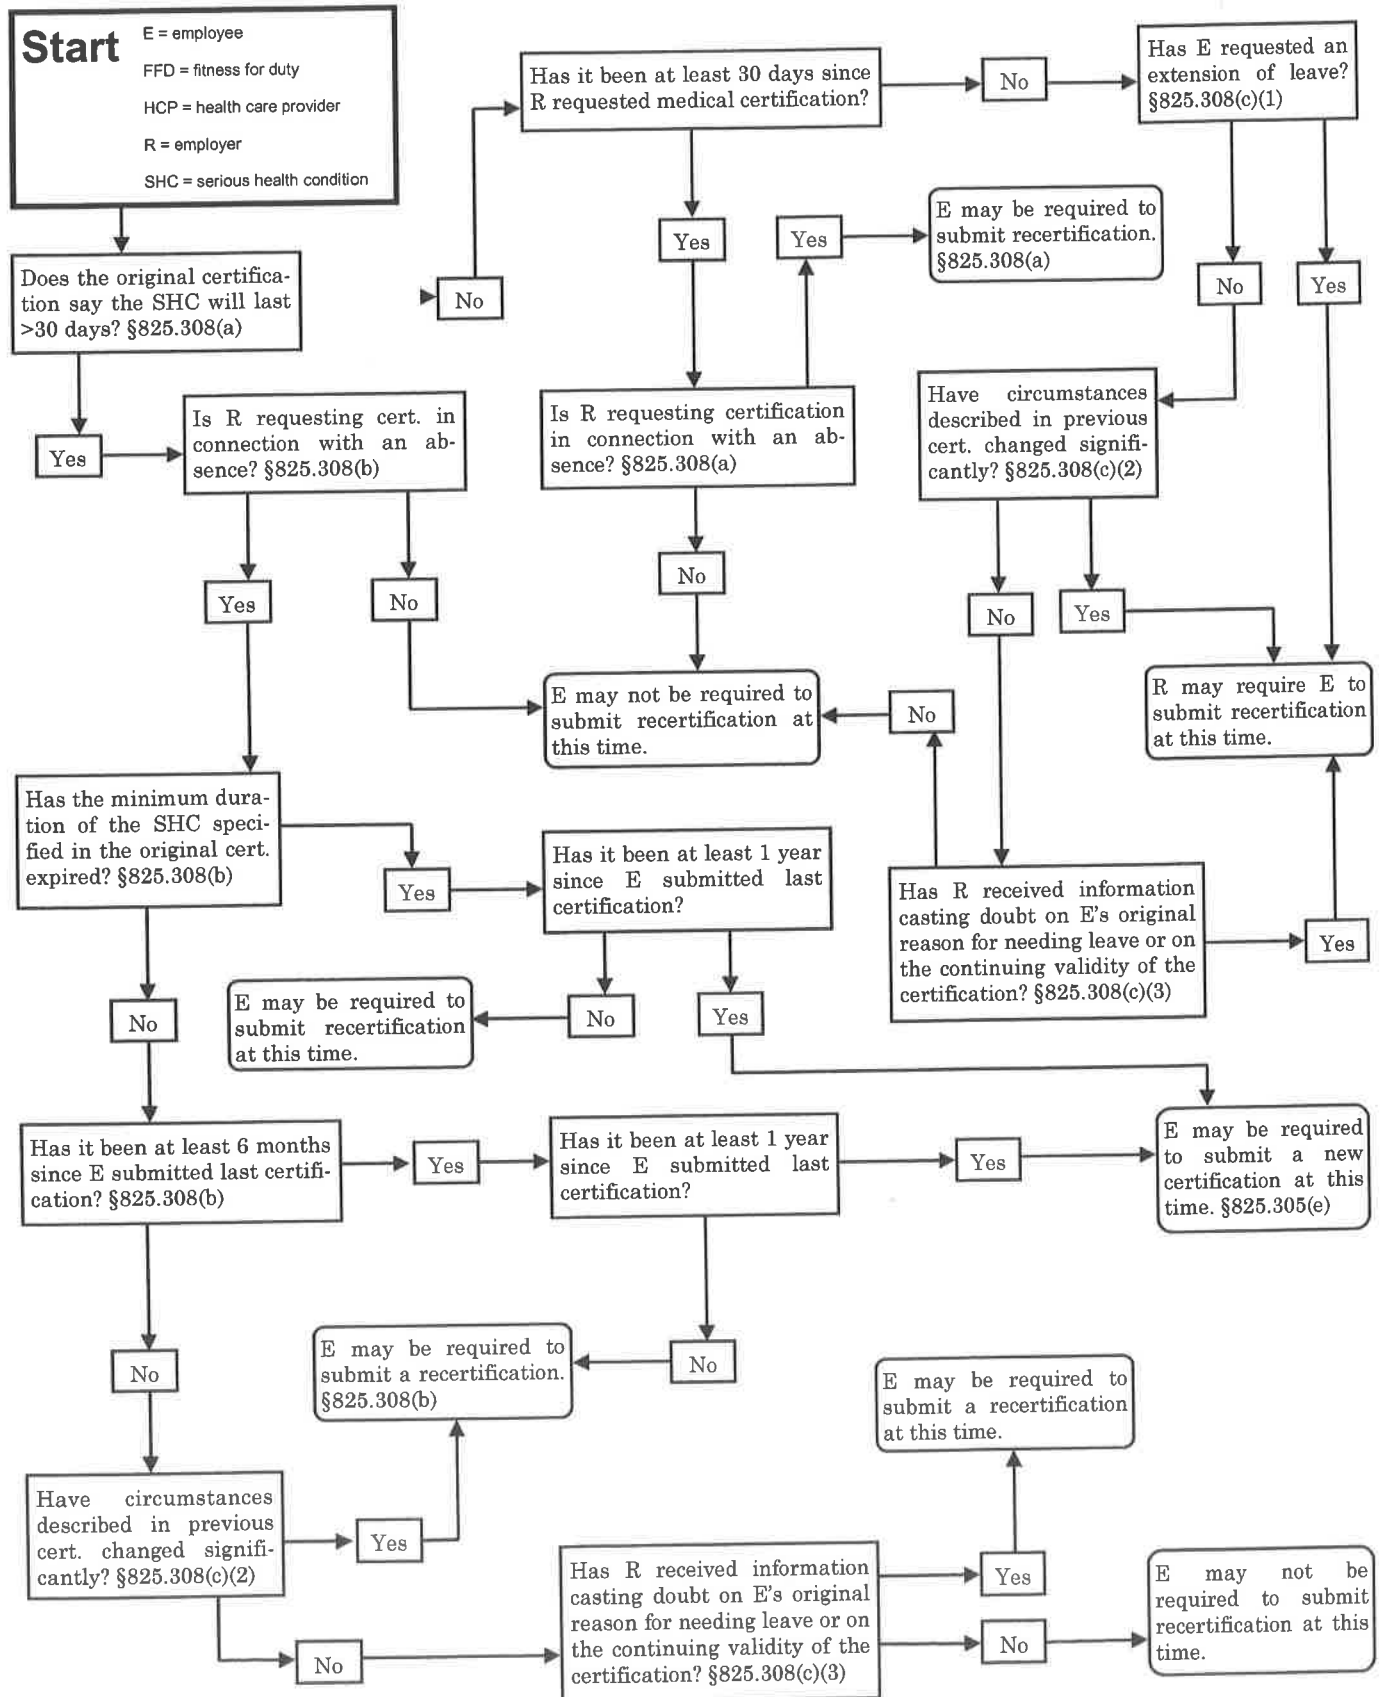 Start
E = employee
FFD = fitness for duty
HCP = health care provider
R = employer
SHC = serious health condition
Has it been at least 30 days since
R requested medical certification?
No
Has E requested an
extension of leave?
§825.308(c)(1)
Yes
Yes
E may be required to
submit recertification.
§825.308(a)
No
Yes
Does the original certifica-
tion say the SHC will last
>30 days? §825.308(a)
No
Yes
Is R requesting cert. in
connection with an ab-
sence? §825.308(b)
Is R requesting certification
in connection with an ab-
sence? §825.308(a)
Have circumstances
described in previous
cert. changed signifi-
cantly? §825.308(c)(2)
Yes
No
No
No
Yes
E may not be required to
submit recertification at
this time.
No
R may require E to
submit recertification
at this time.
Has the minimum dura-
tion of the SHC speci-
fied in the original cert.
expired? §825.308(b)
Yes
Has it been at least 1 year
since E submitted last
certification?
Has R received information
casting doubt on E's original
reason for needing leave or on
the continuing validity of the
certification? §825.308(c)(3)
Yes
No
E may be required to
submit recertification
at this time.
No
Yes
Has it been at least 6 months
since E submitted last certifi-
cation? §825.308(b)
Yes
Has it been at least 1 year
since E submitted last
certification?
Yes
E may be required
to submit a new
certification at this
time. §825.305(e)
No
E may be required to
submit a recertification.
§825.308(b)
No
E may be required to
submit a recertification
at this time.
Have circumstances
described in previous
cert. changed signifi-
cantly? §825.308(c)(2)
Yes
No
Has R received information
casting doubt on E's original
reason for needing leave or on
the continuing validity of the
certification? §825.308(c)(3)
Yes
No
E may not be
required to submit
recertification at this
time.